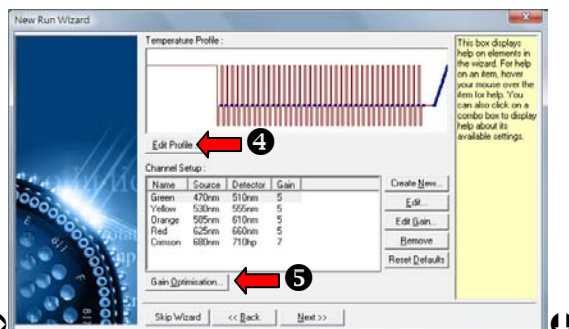 New Run Wizard
Temperature Profile :
Edit Profile
4
Channel Setup :
Name Source Detector Gain
Green 470nm 510nm 5
Yellow 530nm 555nm 5
Orange 585nm 610nm 5
Red 625nm 660nm 5
Crimson 680nm 710hp 7
Create New...
Edit...
Edit Gain...
Remove
Reset Defaults
Gain Optimisation...
5
Skip Wizard
<< Back
Next >>
This box displays
help on elements in
the wizard. For help
on an item, hover
your mouse over the
item for help. You
can also click on a
combo box to display
help about its
available settings.